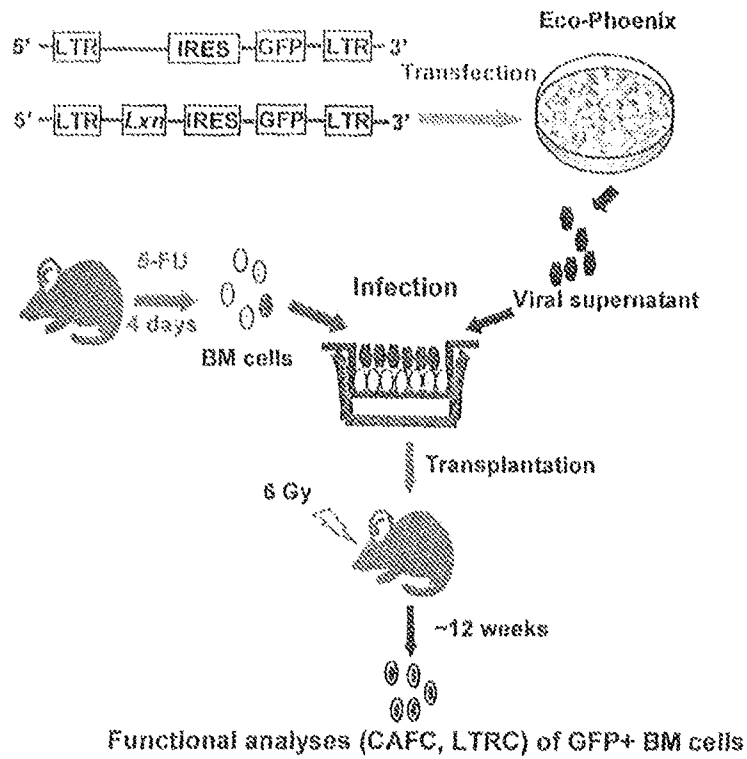 Eco-Phoenix
5' LTR IRES GFP LTR 3'
Transfection
5' LTR Lxn IRES GFP LTR 3'
5-FU
4 days
BM cells
Infection
Viral supernatant
Transplantation
6 Gy
~12 weeks
Functional analyses (CAFC, LTRC) of GFP+ BM cells